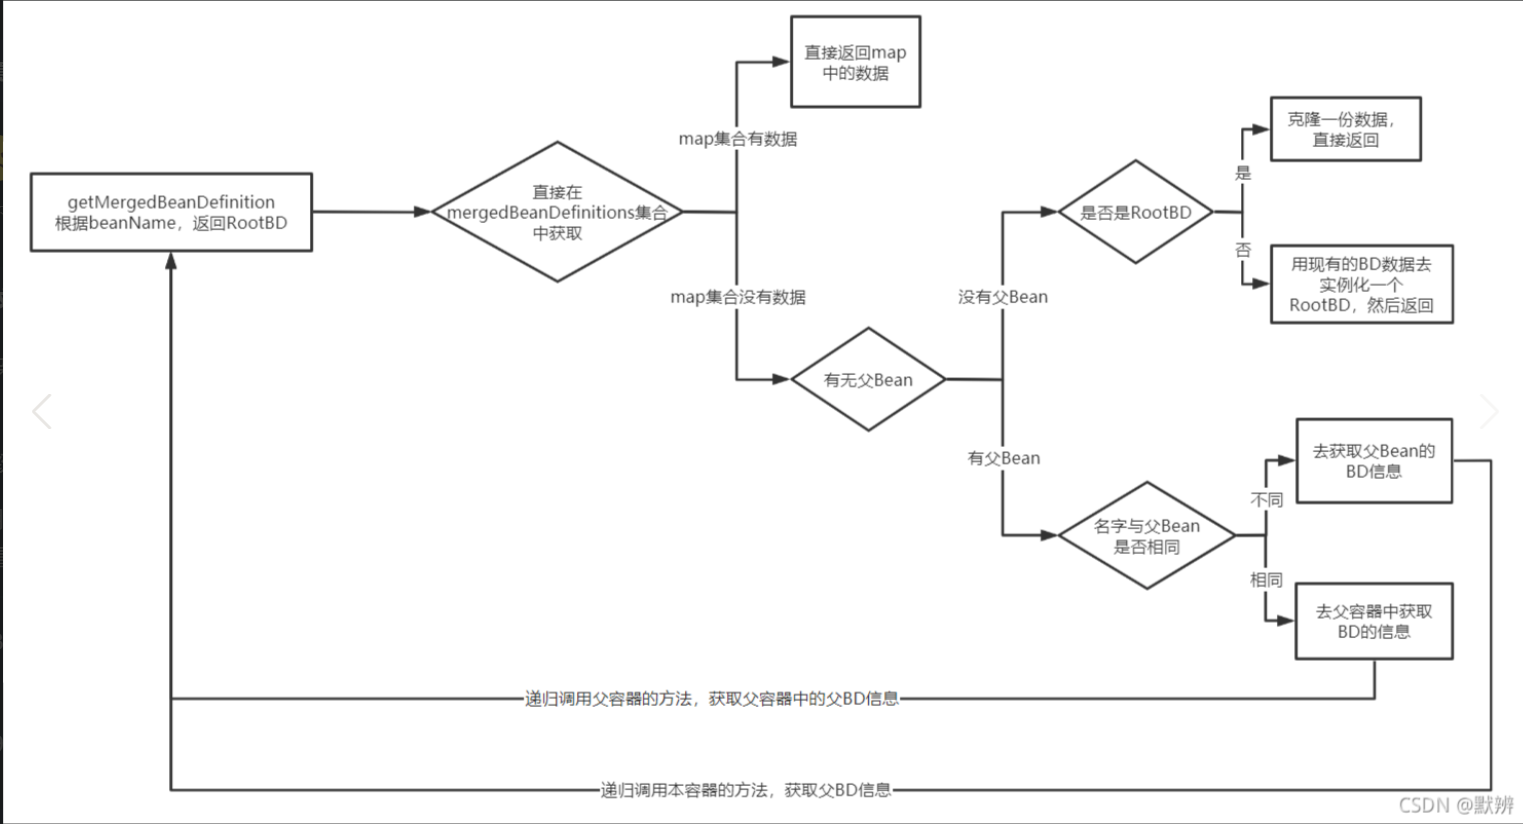 直接返回map
中的数据
map集合有数据
克隆一份数据，
直接返回
getMergedBeanDefinition
根据beanName，返回RootBD
直接在
mergedBeanDefinitions集合
中获取
是否是RootBD
是
否
用现有的BD数据去
实例化一个
RootBD，然后返回
map集合没有数据
没有父Bean
有无父Bean
有父Bean
去获取父Bean的
BD信息
不同
名字与父Bean
是否相同
相同
去父容器中获取
BD的信息
递归调用父容器的方法，获取父容器中的父BD信息
递归调用本容器的方法，获取父BD信息
CSDN @默辨